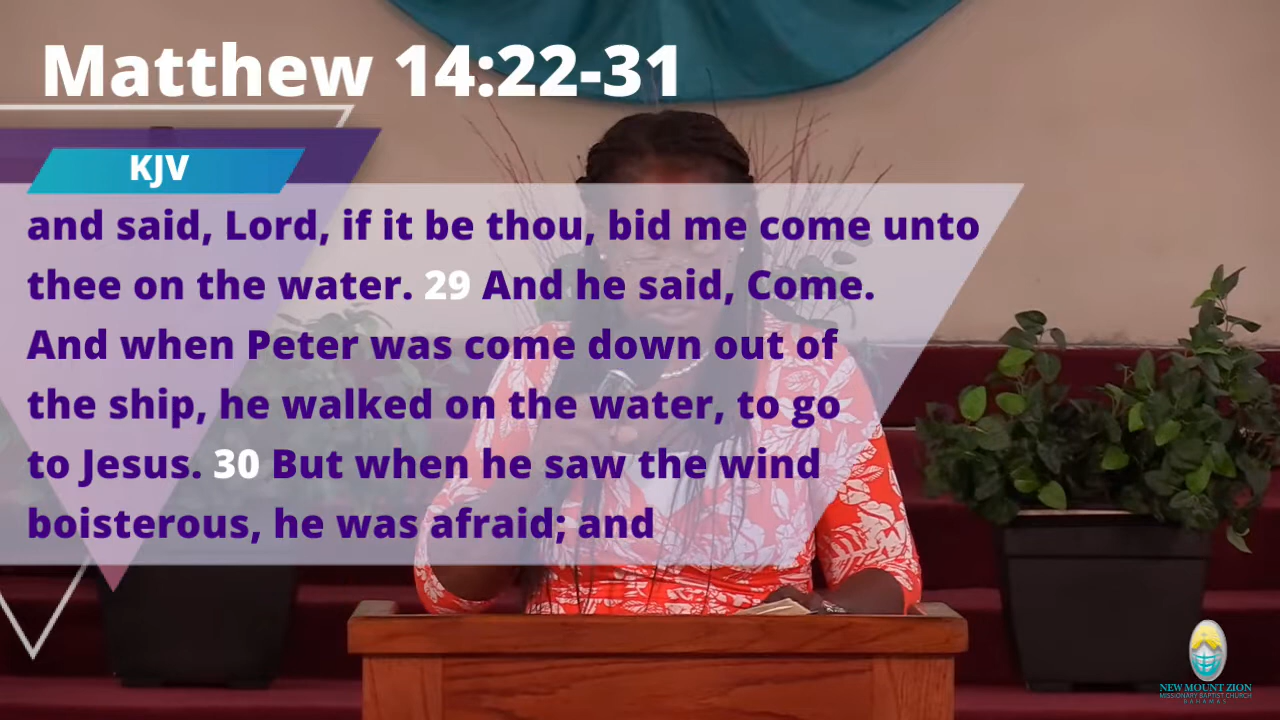 Matthew 14:22-31
KJV
and said, Lord, if it be thou, bid me come unto
thee on the water. 29 And he said, Come.
And when Peter was come down out of
the ship, he walked on the water, to go
to Jesus. 30 But when he saw the wind
boisterous, he was afraid; and
NEW MOUNT ZION
MISSIONARY BAPTIST CHURCH
BAHAMAS